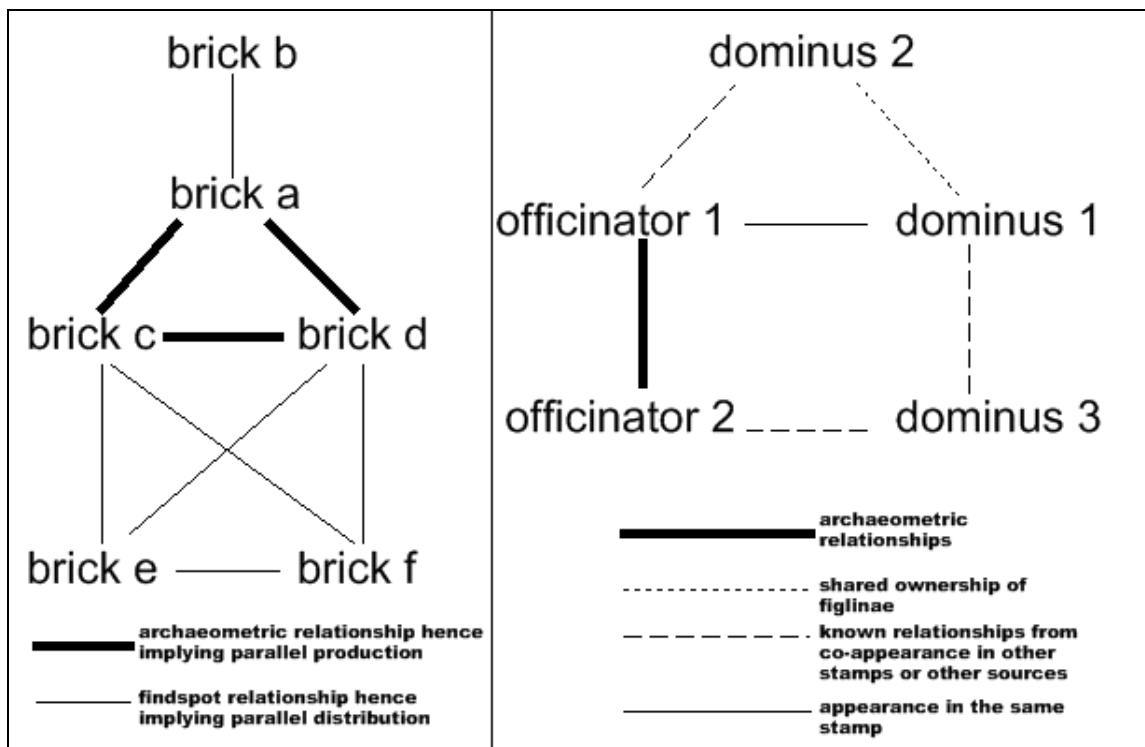 brick b
brick a
brick c
brick d
brick e
brick f
archaeometric relationship hence
implying parallel production
findspot relationship hence
implying parallel distribution
dominus 2
officinator 1
dominus 1
officinator 2
dominus 3
archaeometric
relationships
shared ownership of
figlinae
known relationships from
co-appearance in other
stamps or other sources
appearance in the same
stamp